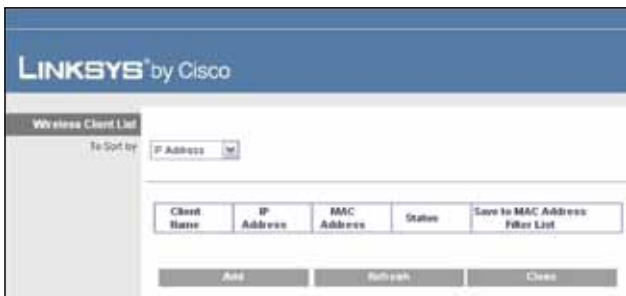 LINKSYS® by Cisco
Wireless Client List
To Sort by
IP Address
Client Name
IP Address
MAC Address
Status
Save to MAC Address Filter List
Add
Refresh
Close